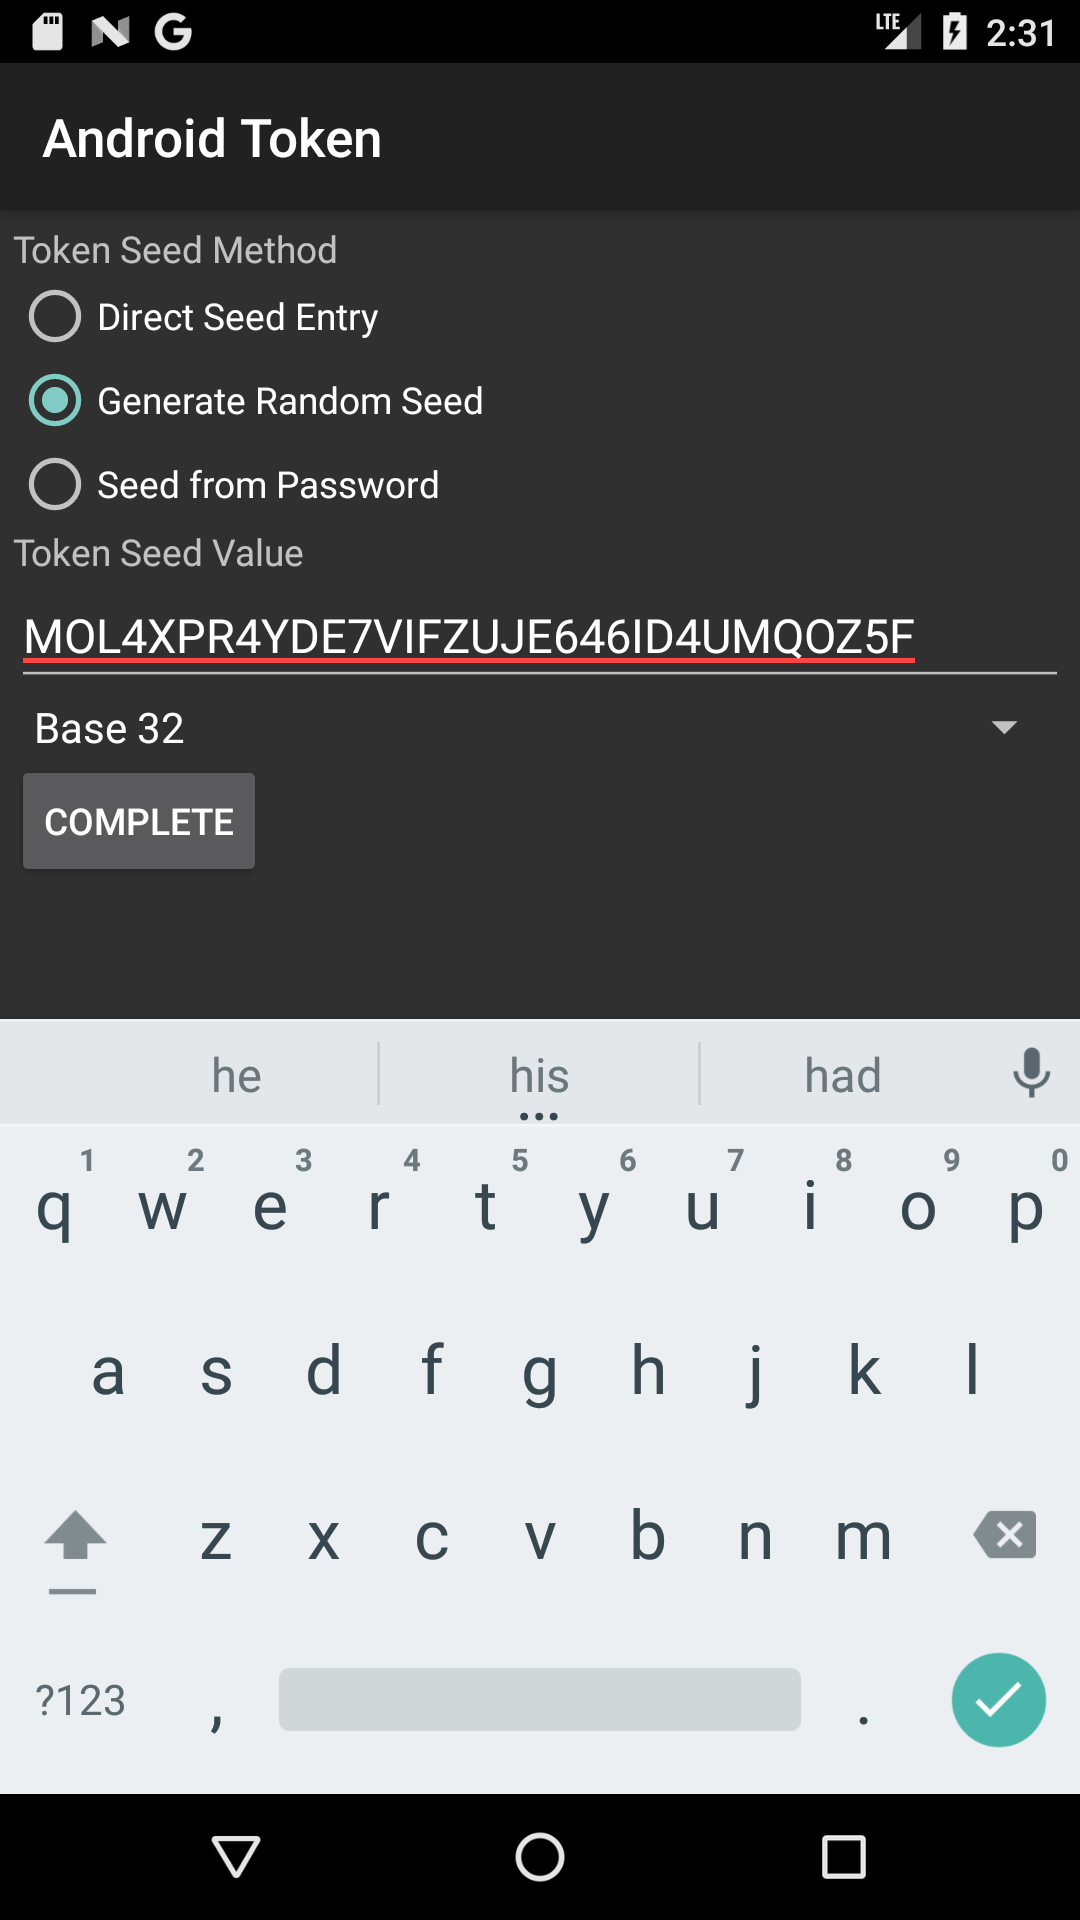 LTE 2:31
Android Token
Token Seed Method
Direct Seed Entry
Generate Random Seed
Seed from Password
Token Seed Value
MOL4XPR4YDE7VIFZUJE646ID4UMQOZ5F
Base 32
COMPLETE
he his had
1 2 3 4 5 6 7 8 9 0
q w e r t y u i o p
a s d f g h j k l
z x c v b n m
?123 , .